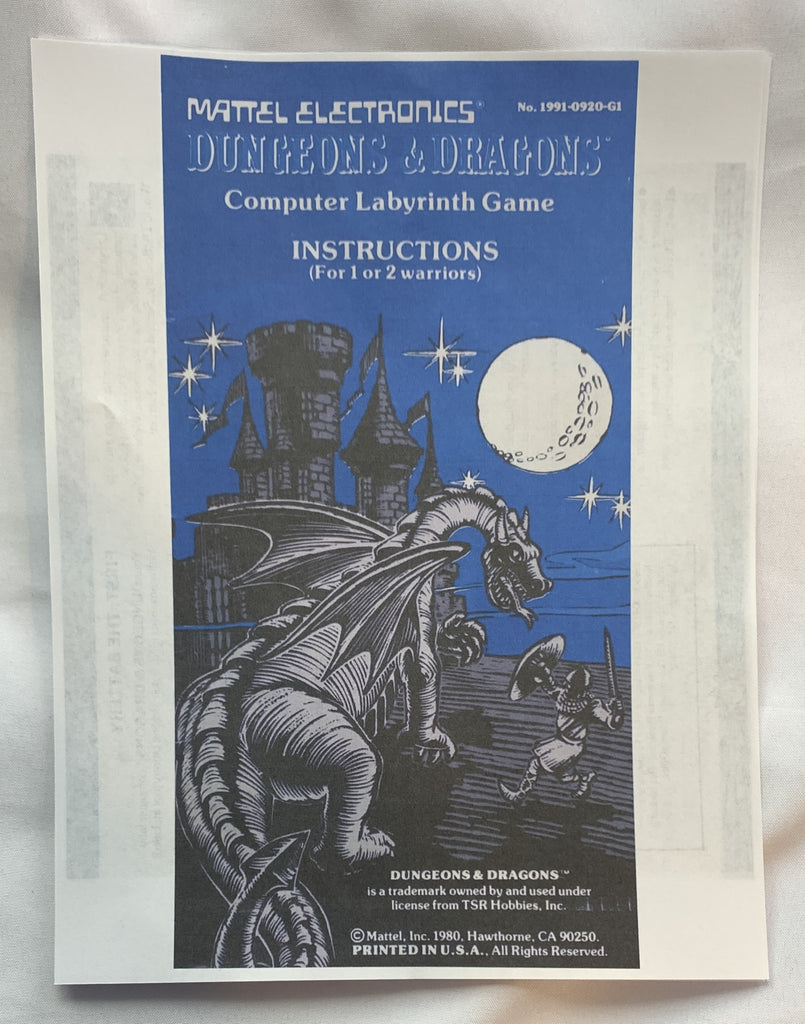 MATTEL ELECTRONICS®
No. 1991-0920-G1
DUNGEONS & DRAGONS™
Computer Labyrinth Game
INSTRUCTIONS
(For 1 or 2 warriors)
DUNGEONS & DRAGONS™
is a trademark owned by and used under
license from TSR Hobbies, Inc.
©Mattel, Inc. 1980, Hawthorne, CA 90250.
PRINTED IN U.S.A., All Rights Reserved.